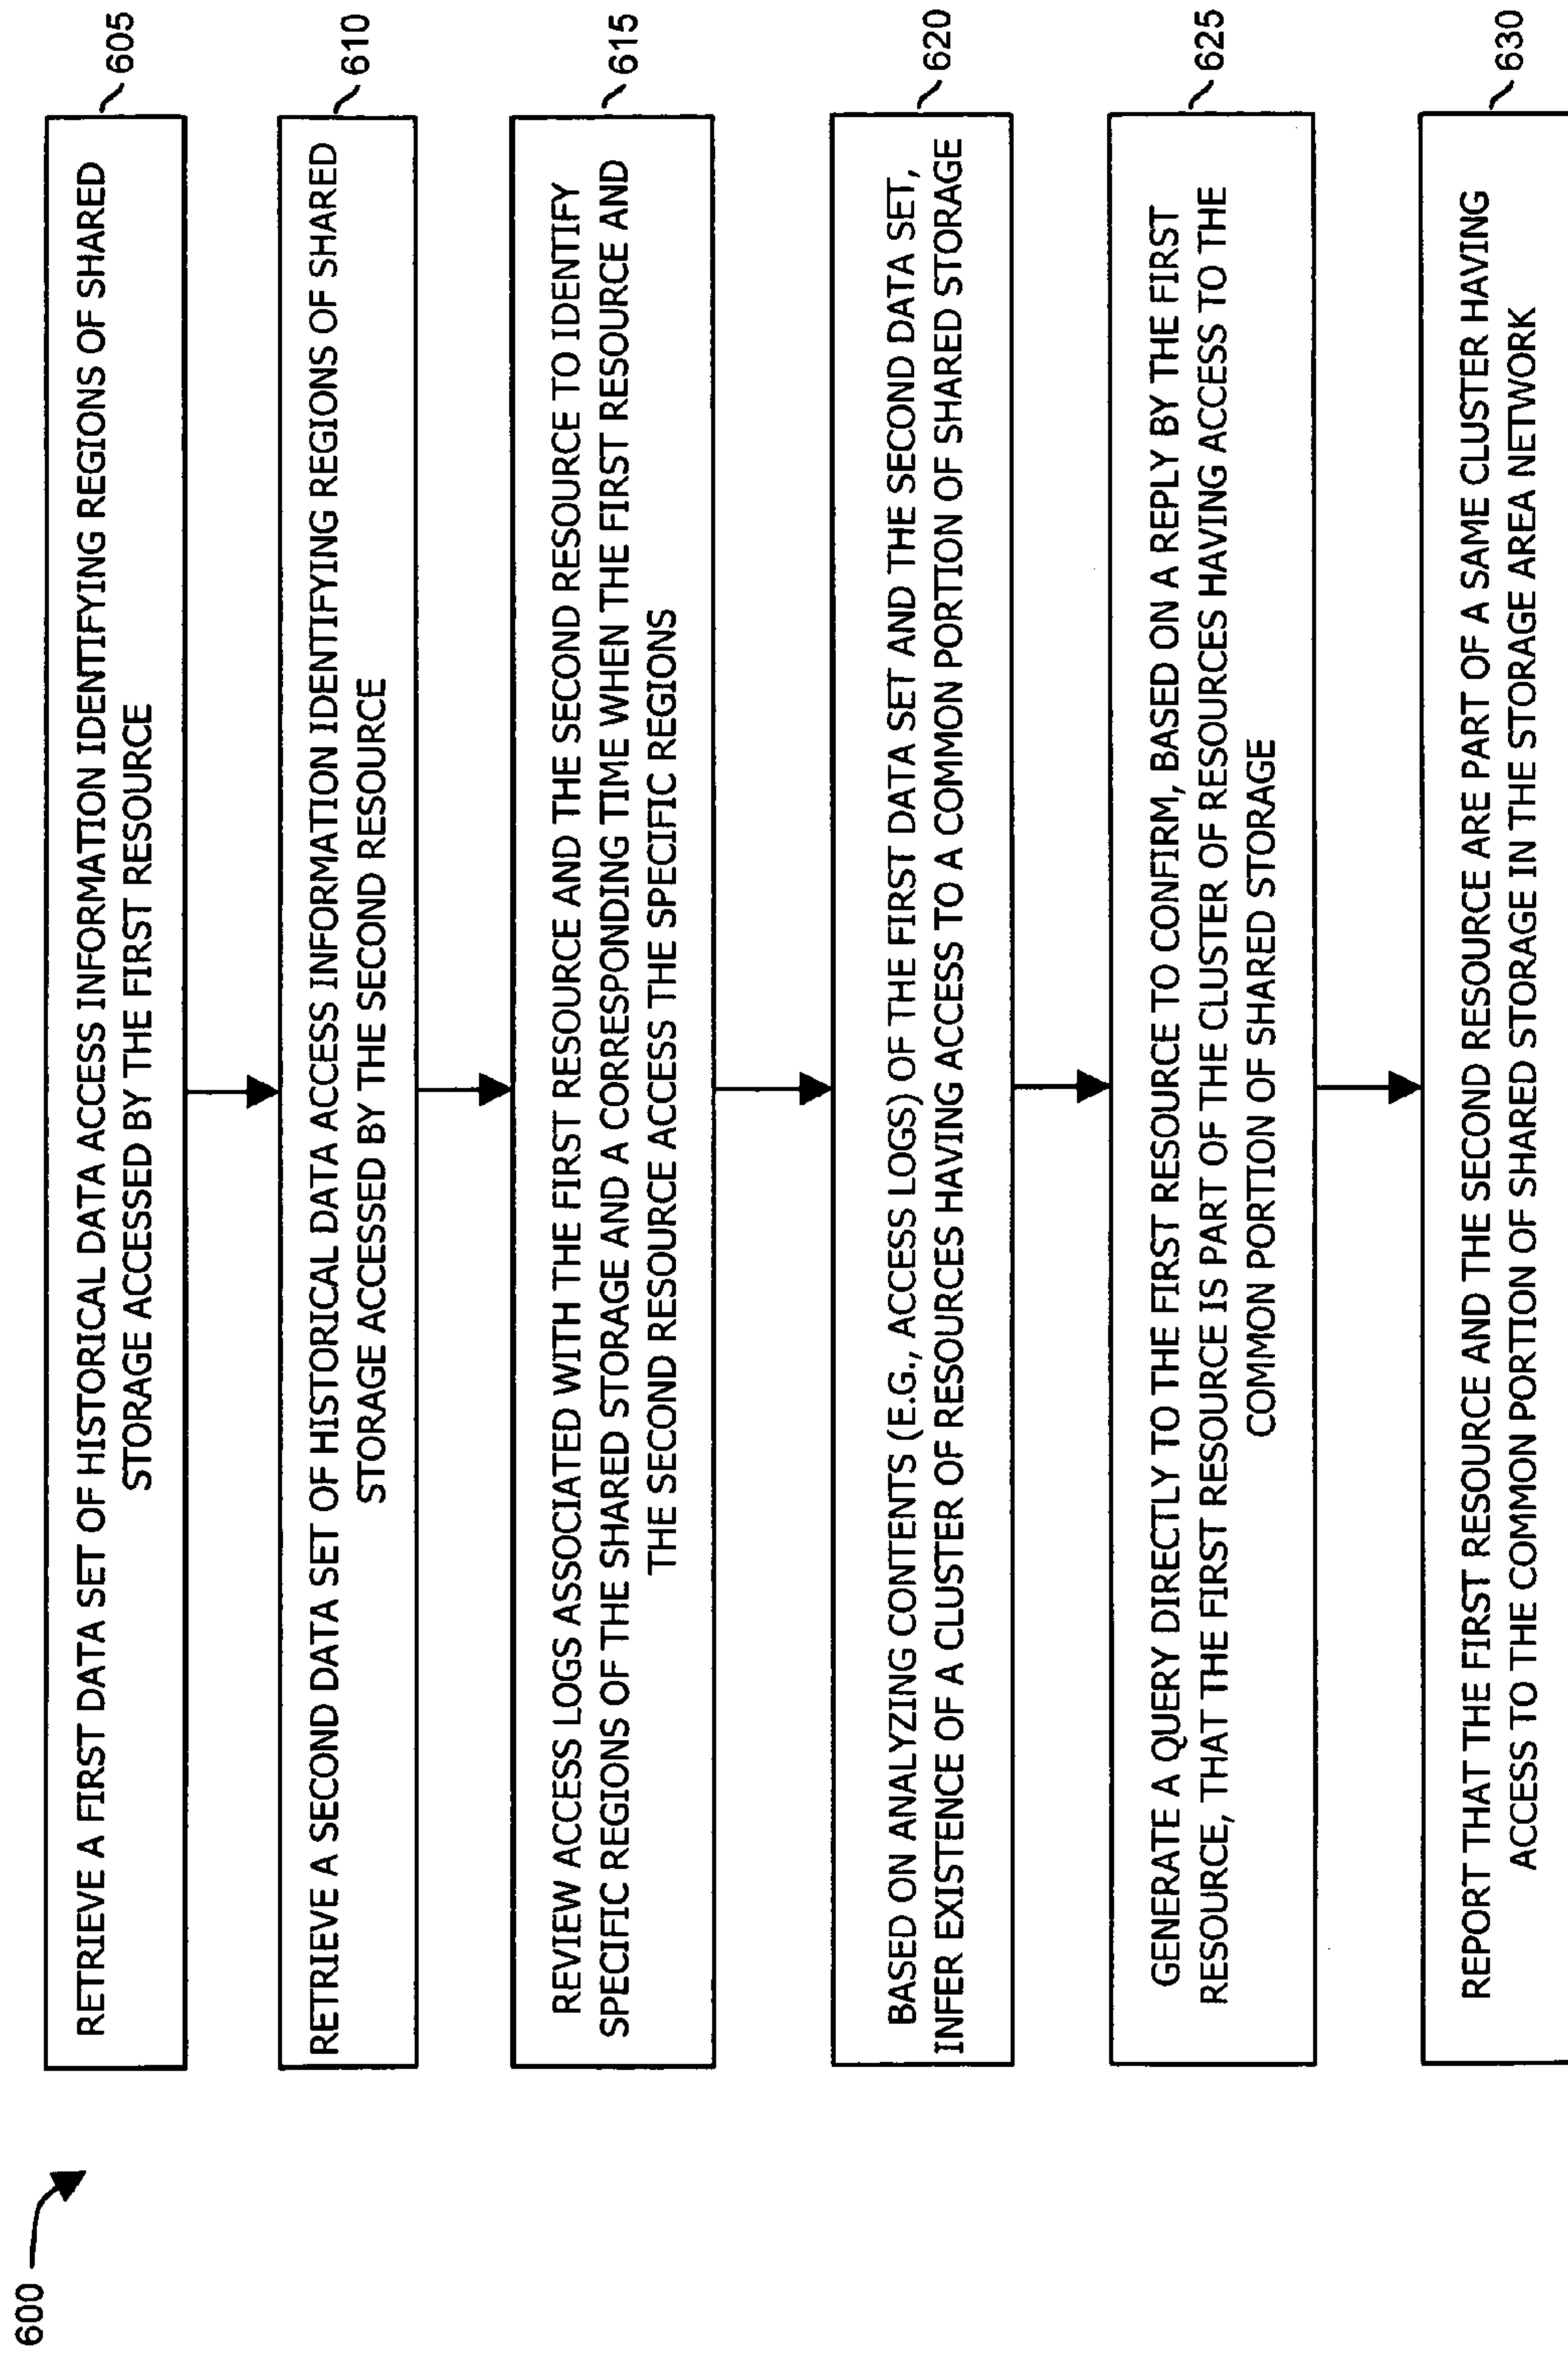 600
RETRIEVE A FIRST DATA SET OF HISTORICAL DATA ACCESS INFORMATION IDENTIFYING REGIONS OF SHARED
STORAGE ACCESSED BY THE FIRST RESOURCE
605
RETRIEVE A SECOND DATA SET OF HISTORICAL DATA ACCESS INFORMATION IDENTIFYING REGIONS OF SHARED
STORAGE ACCESSED BY THE SECOND RESOURCE
610
REVIEW ACCESS LOGS ASSOCIATED WITH THE FIRST RESOURCE AND THE SECOND RESOURCE TO IDENTIFY
SPECIFIC REGIONS OF THE SHARED STORAGE AND A CORRESPONDING TIME WHEN THE FIRST RESOURCE AND
THE SECOND RESOURCE ACCESS THE SPECIFIC REGIONS
615
BASED ON ANALYZING CONTENTS (E.G., ACCESS LOGS) OF THE FIRST DATA SET AND THE SECOND DATA SET,
INFER EXISTENCE OF A CLUSTER OF RESOURCES HAVING ACCESS TO A COMMON PORTION OF SHARED STORAGE
620
GENERATE A QUERY DIRECTLY TO THE FIRST RESOURCE TO CONFIRM, BASED ON A REPLY BY THE FIRST
RESOURCE, THAT THE FIRST RESOURCE IS PART OF THE CLUSTER OF RESOURCES HAVING ACCESS TO THE
COMMON PORTION OF SHARED STORAGE
625
REPORT THAT THE FIRST RESOURCE AND THE SECOND RESOURCE ARE PART OF A SAME CLUSTER HAVING
ACCESS TO THE COMMON PORTION OF SHARED STORAGE IN THE STORAGE AREA NETWORK
630